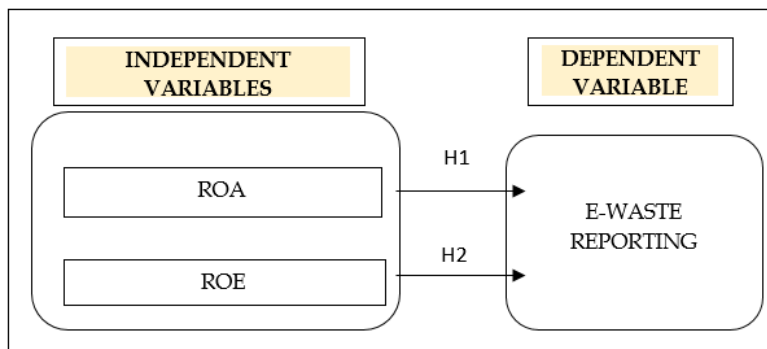 INDEPENDENT
VARIABLES
DEPENDENT
VARIABLE
ROA
H1
E-WASTE
REPORTING
ROE
H2